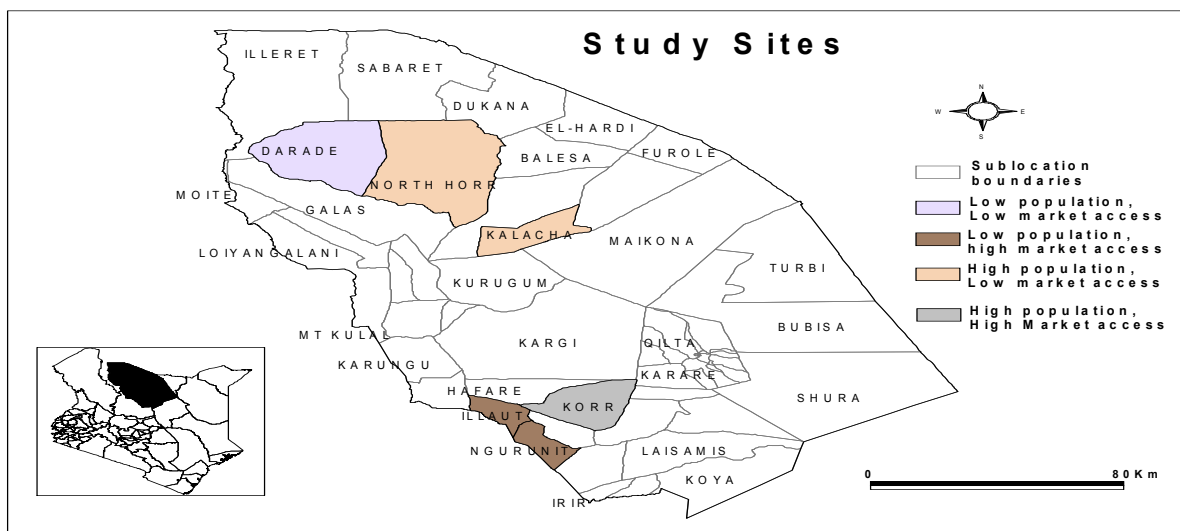 Study Sites
ILLERET
SABARET
DUKANA
EL-HARDI
DARADE
BALESA
FUROLE
NORTH HORR
MOITE
GALAS
KALACHA
MAIKONA
LOIYANGALANI
TURBI
KURUGUM
BUBISA
MT KULAL
KARGI
QILTA
KARUNGU
KARARE
HAFARE
SHURA
KORR
ILLAUT
NGURUNIT
LAISAMIS
KOYA
IRIR
N
W
E
S
Sublocation
boundaries
Low population,
Low market access
Low population,
high market access
High population,
Low market access
High population,
High Market access
0
80 Km